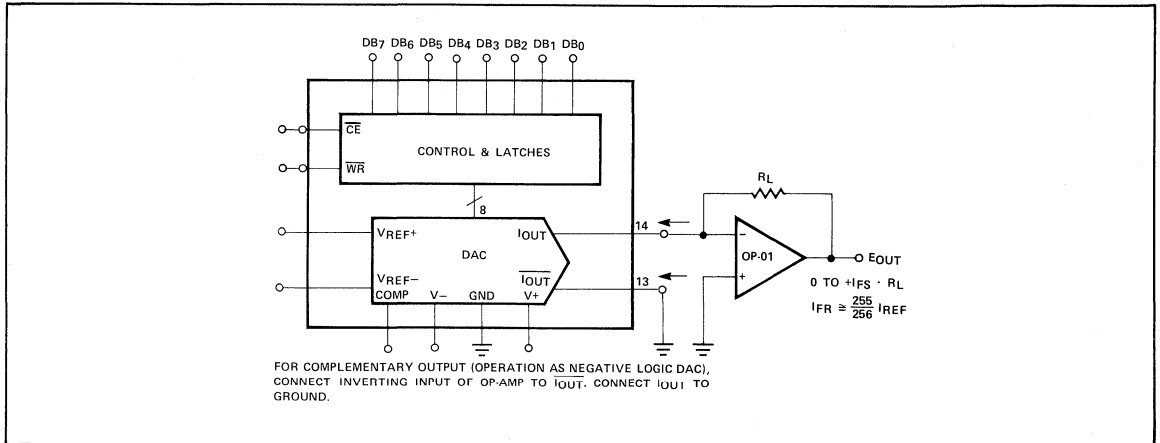 DB7 DB6 DB5 DB4 DB3 DB2 DB1 DB0
CE
CONTROL & LATCHES
WR
8
RL
VREF+
IOUT
14
DAC
OP-01
EOUT
VREF-
IOUT
13
0 TO +IFS · RL
COMP V- GND V+
IFR ≅ 255/256 IREF
-
+
FOR COMPLEMENTARY OUTPUT (OPERATION AS NEGATIVE LOGIC DAC),
CONNECT INVERTING INPUT OF OP-AMP TO IOUT. CONNECT IOUT TO
GROUND.